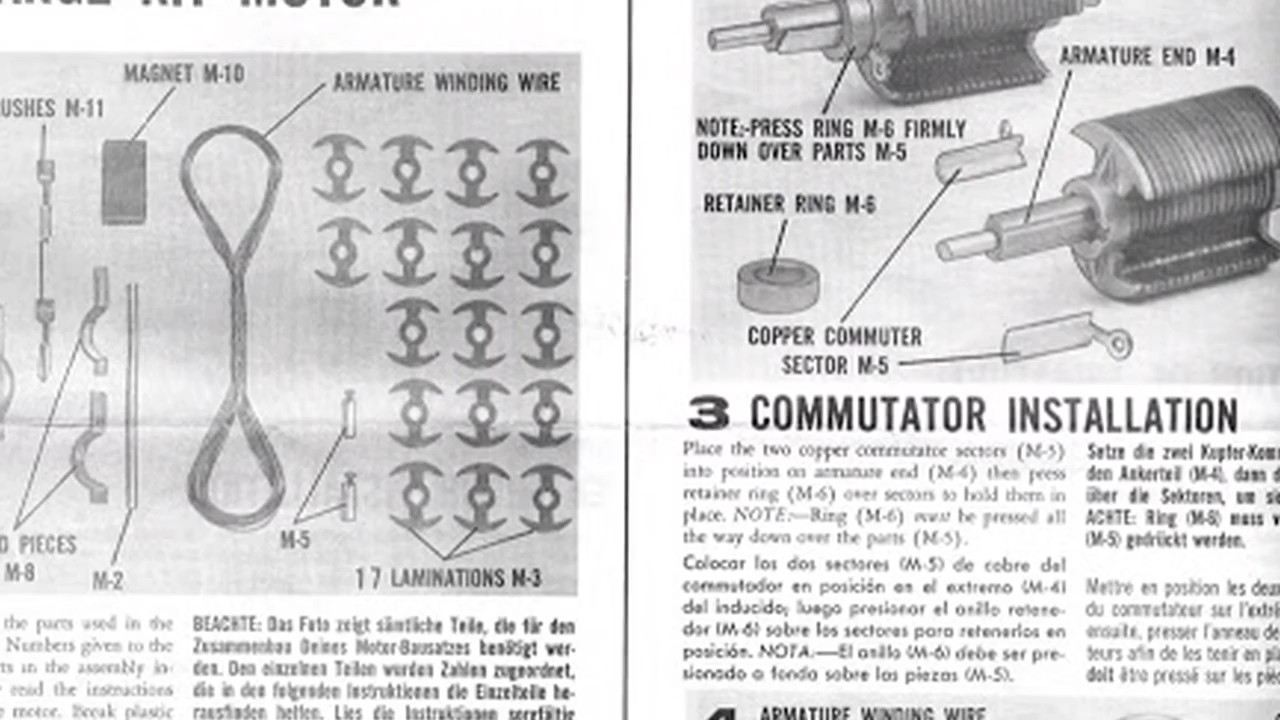 MOTOR
MAGNET M-10
ARMATURE WINDING WIRE
USHES M-11
M-5
D PIECES
M-8
M-2
17 LAMINATIONS M-3
the parts used in the
Numbers given to the
ts in the assembly in-
read the instructions
motor. Break plastic
BEACHTE: Das Foto zeigt sämtliche Teile, die für den
Zusammenbau Deines Motor-Bausatzes benötigt wer-
den. Den einzelnen Teilen wurden Zahlen zugeordnet,
die in den folgenden Instruktionen die Einzelteile he-
rausfinden helfen. Lies die Instruktionen sorgfältig
ARMATURE END M-4
NOTE:-PRESS RING M-6 FIRMLY
DOWN OVER PARTS M-5
RETAINER RING M-6
COPPER COMMUTER
SECTOR M-5
3 COMMUTATOR INSTALLATION
Place the two copper commutator sectors (M-5)
into position on armature end (M-4) then press
retainer ring (M-6) over sectors to hold them in
place. NOTE:—Ring (M-6) must be pressed all
the way down over the parts (M-5).
Colocar los dos sectores (M-5) de cobre del
conmutador en posición en el extremo (M-4)
del inducido; luego presionar el anillo retene-
dor (M-6) sobre los sectores para retenerlos en
posición. NOTA.—El anillo (M-6) debe ser pre-
sionado a fondo sobre las piezas (M-5).
Setze die zwei Kupfer-Kom
den Ankerteil (M-4), dann d
über die Sektoren, um sie
ACHTE: Ring (M-6) muss v
(M-5) gedrückt werden.
Mettre en position les deux
du commutateur sur l'extré
ensuite, presser l'anneau de
teurs afin de les tenir en pla
doit être pressé sur les pièc
4 ARMATURE WINDING WIRE